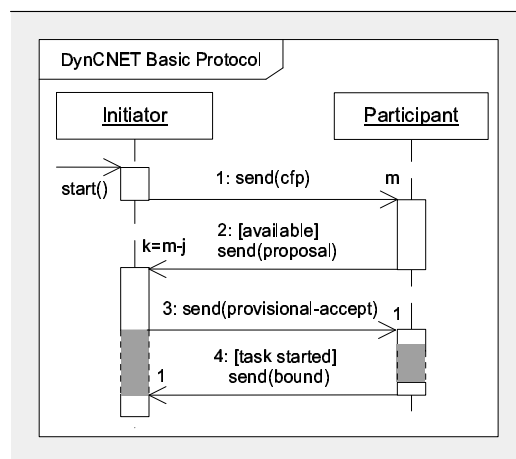 DynCNET Basic Protocol
Initiator
Participant
start()
1: send(cfp)
m
2: [available]
send(proposal)
k=m-j
3: send(provisional-accept)
1
4: [task started]
send(bound)
1